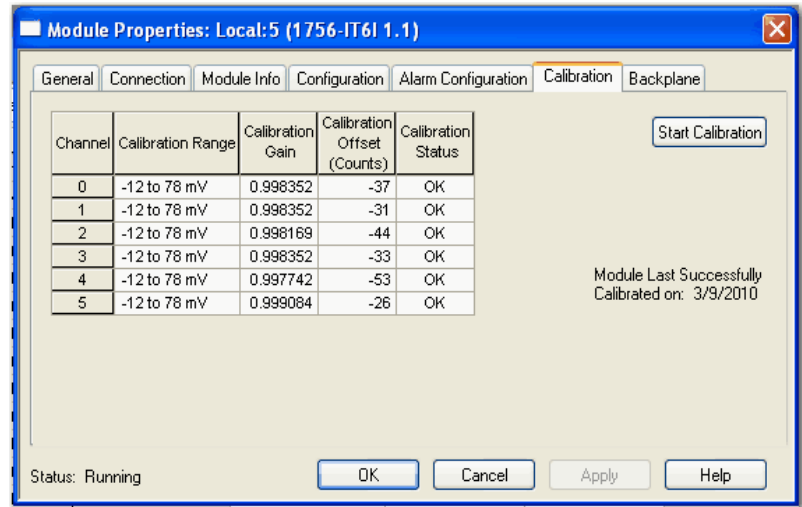 Module Properties: Local:5 (1756-IT6I 1.1)
General Connection Module Info Configuration Alarm Configuration Calibration Backplane
Channel Calibration Range Calibration Gain Calibration Offset (Counts) Calibration Status
Start Calibration
0 -12 to 78 mV 0.998352 -37 OK
1 -12 to 78 mV 0.998352 -31 OK
2 -12 to 78 mV 0.998169 -44 OK
3 -12 to 78 mV 0.998352 -33 OK
4 -12 to 78 mV 0.997742 -53 OK
5 -12 to 78 mV 0.999084 -26 OK
Module Last Successfully
Calibrated on: 3/9/2010
Status: Running
OK Cancel Apply Help